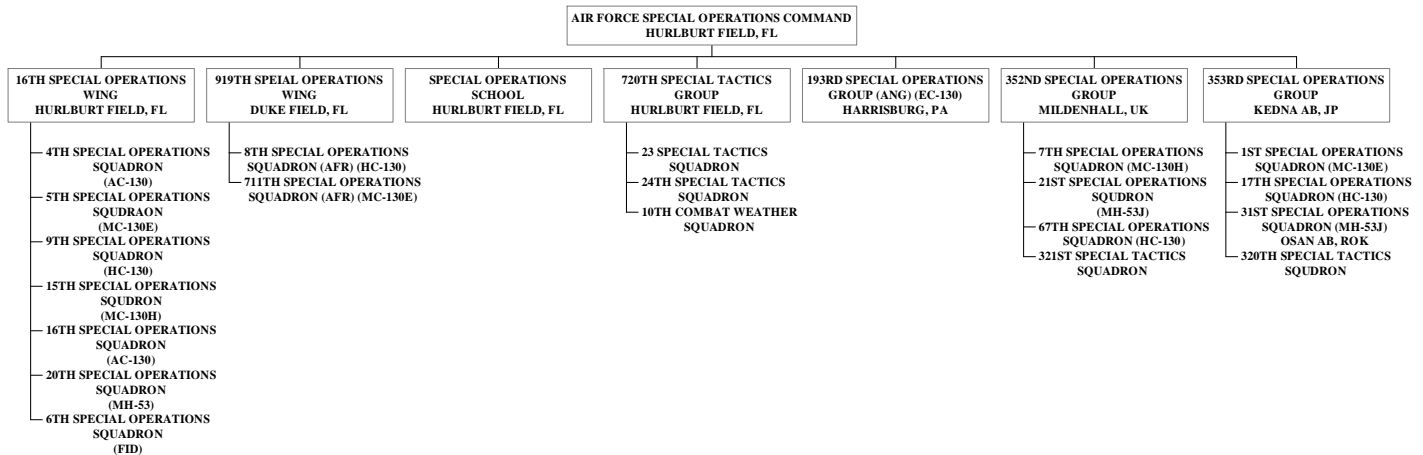 AIR FORCE SPECIAL OPERATIONS COMMAND
HURLBURT FIELD, FL
16TH SPECIAL OPERATIONS
WING
HURLBURT FIELD, FL
4TH SPECIAL OPERATIONS
SQUADRON
(AC-130)
5TH SPECIAL OPERATIONS
SQUDRAON
(MC-130E)
9TH SPECIAL OPERATIONS
SQUADRON
(HC-130)
15TH SPECIAL OPERATIONS
SQUDRON
(MC-130H)
16TH SPECIAL OPERATIONS
SQUADRON
(AC-130)
20TH SPECIAL OPERATIONS
SQUADRON
(MH-53)
6TH SPECIAL OPERATIONS
SQUADRON
(FID)
919TH SPEIAL OPERATIONS
WING
DUKE FIELD, FL
8TH SPECIAL OPERATIONS
SQUADRON (AFR) (HC-130)
711TH SPECIAL OPERATIONS
SQUADRON (AFR) (MC-130E)
SPECIAL OPERATIONS
SCHOOL
HURLBURT FIELD, FL
720TH SPECIAL TACTICS
GROUP
HURLBURT FIELD, FL
23 SPECIAL TACTICS
SQUADRON
24TH SPECIAL TACTICS
SQUADRON
10TH COMBAT WEATHER
SQUADRON
193RD SPECIAL OPERATIONS
GROUP (ANG) (EC-130)
HARRISBURG, PA
352ND SPECIAL OPERATIONS
GROUP
MILDENHALL, UK
7TH SPECIAL OPERATIONS
SQUADRON (MC-130H)
21ST SPECIAL OPERATIONS
SQUDRON
(MH-53J)
67TH SPECIAL OPERATIONS
SQUADRON (HC-130)
321ST SPECIAL TACTICS
SQUADRON
353RD SPECIAL OPERATIONS
GROUP
KEDNA AB, JP
1ST SPECIAL OPERATIONS
SQUADRON (MC-130E)
17TH SPECIAL OPERATIONS
SQUADRON (HC-130)
31ST SPECIAL OPERATIONS
SQUADRON (MH-53J)
OSAN AB, ROK
320TH SPECIAL TACTICS
SQUDRON